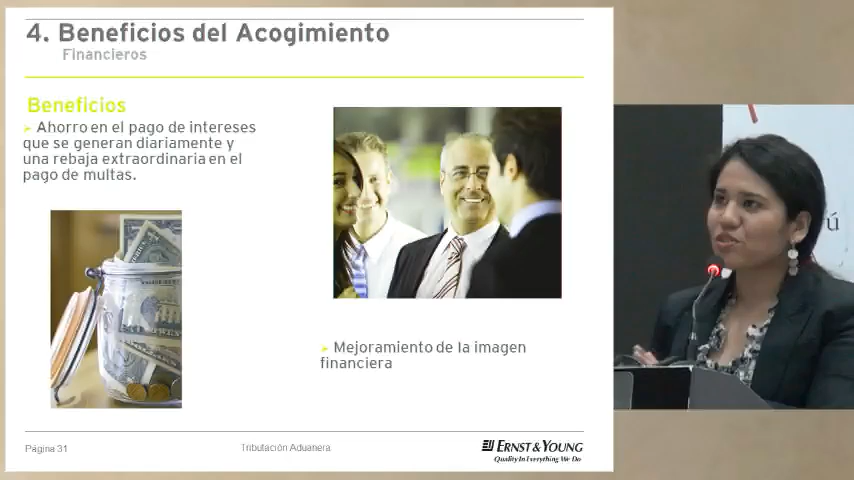 4. Beneficios del Acogimiento
Financieros
Beneficios
➢ Ahorro en el pago de intereses
que se generan diariamente y
una rebaja extraordinaria en el
pago de multas.
➢ Mejoramiento de la imagen
financiera
Página 31
Tributación Aduanera
ERNST & YOUNG
Quality In Everything We Do
ú